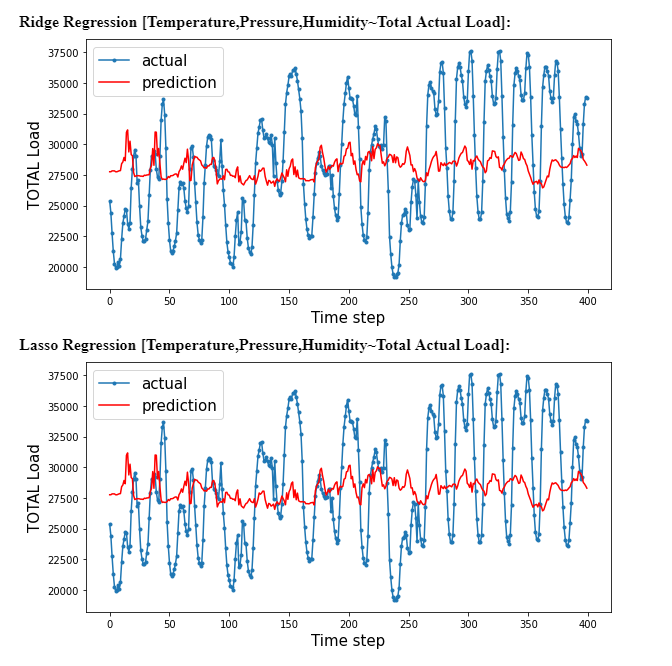 Ridge Regression [Temperature,Pressure,Humidity~Total Actual Load]:
actual
prediction
TOTAL Load
37500
35000
32500
30000
27500
25000
22500
20000
0 50 100 150 200 250 300 350 400
Time step
Lasso Regression [Temperature,Pressure,Humidity~Total Actual Load]:
actual
prediction
TOTAL Load
37500
35000
32500
30000
27500
25000
22500
20000
0 50 100 150 200 250 300 350 400
Time step